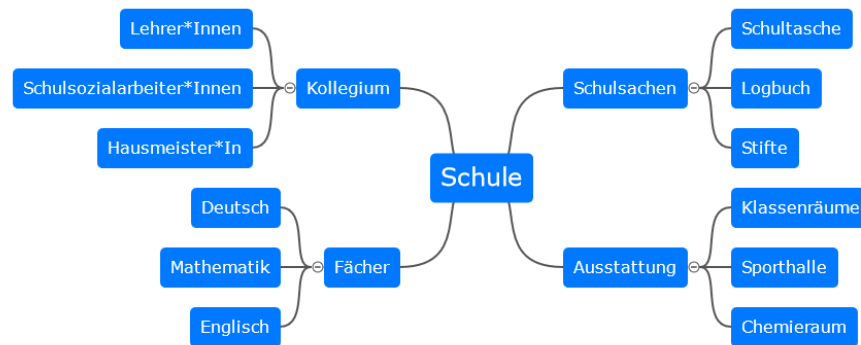 Lehrer*Innen
Schulsozialarbeiter*Innen
Hausmeister*In
Kollegium
Deutsch
Mathematik
Englisch
Fächer
Schule
Schulsachen
Schultasche
Logbuch
Stifte
Ausstattung
Klassenräume
Sporthalle
Chemieraum